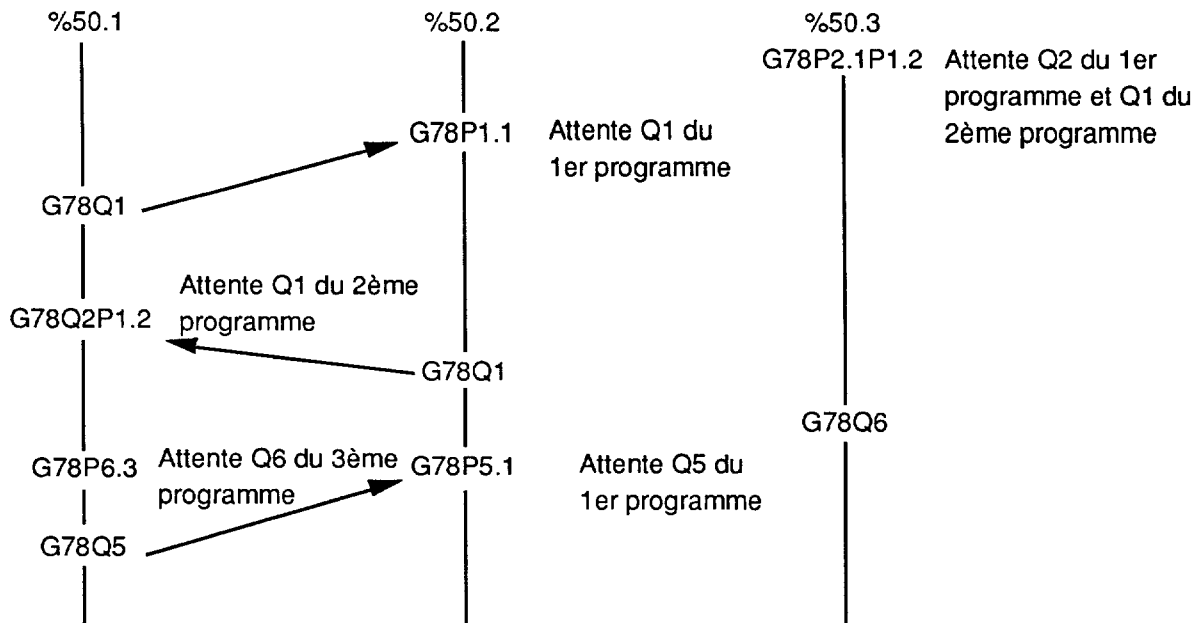 %50.1
%50.2
%50.3
G78P2.1P1.2
Attente Q2 du 1er
programme et Q1 du
2ème programme
G78P1.1
Attente Q1 du
1er programme
G78Q1
Attente Q1 du 2ème
programme
G78Q2P1.2
G78Q1
G78Q6
G78P6.3
Attente Q6 du 3ème
programme
G78P5.1
Attente Q5 du
1er programme
G78Q5